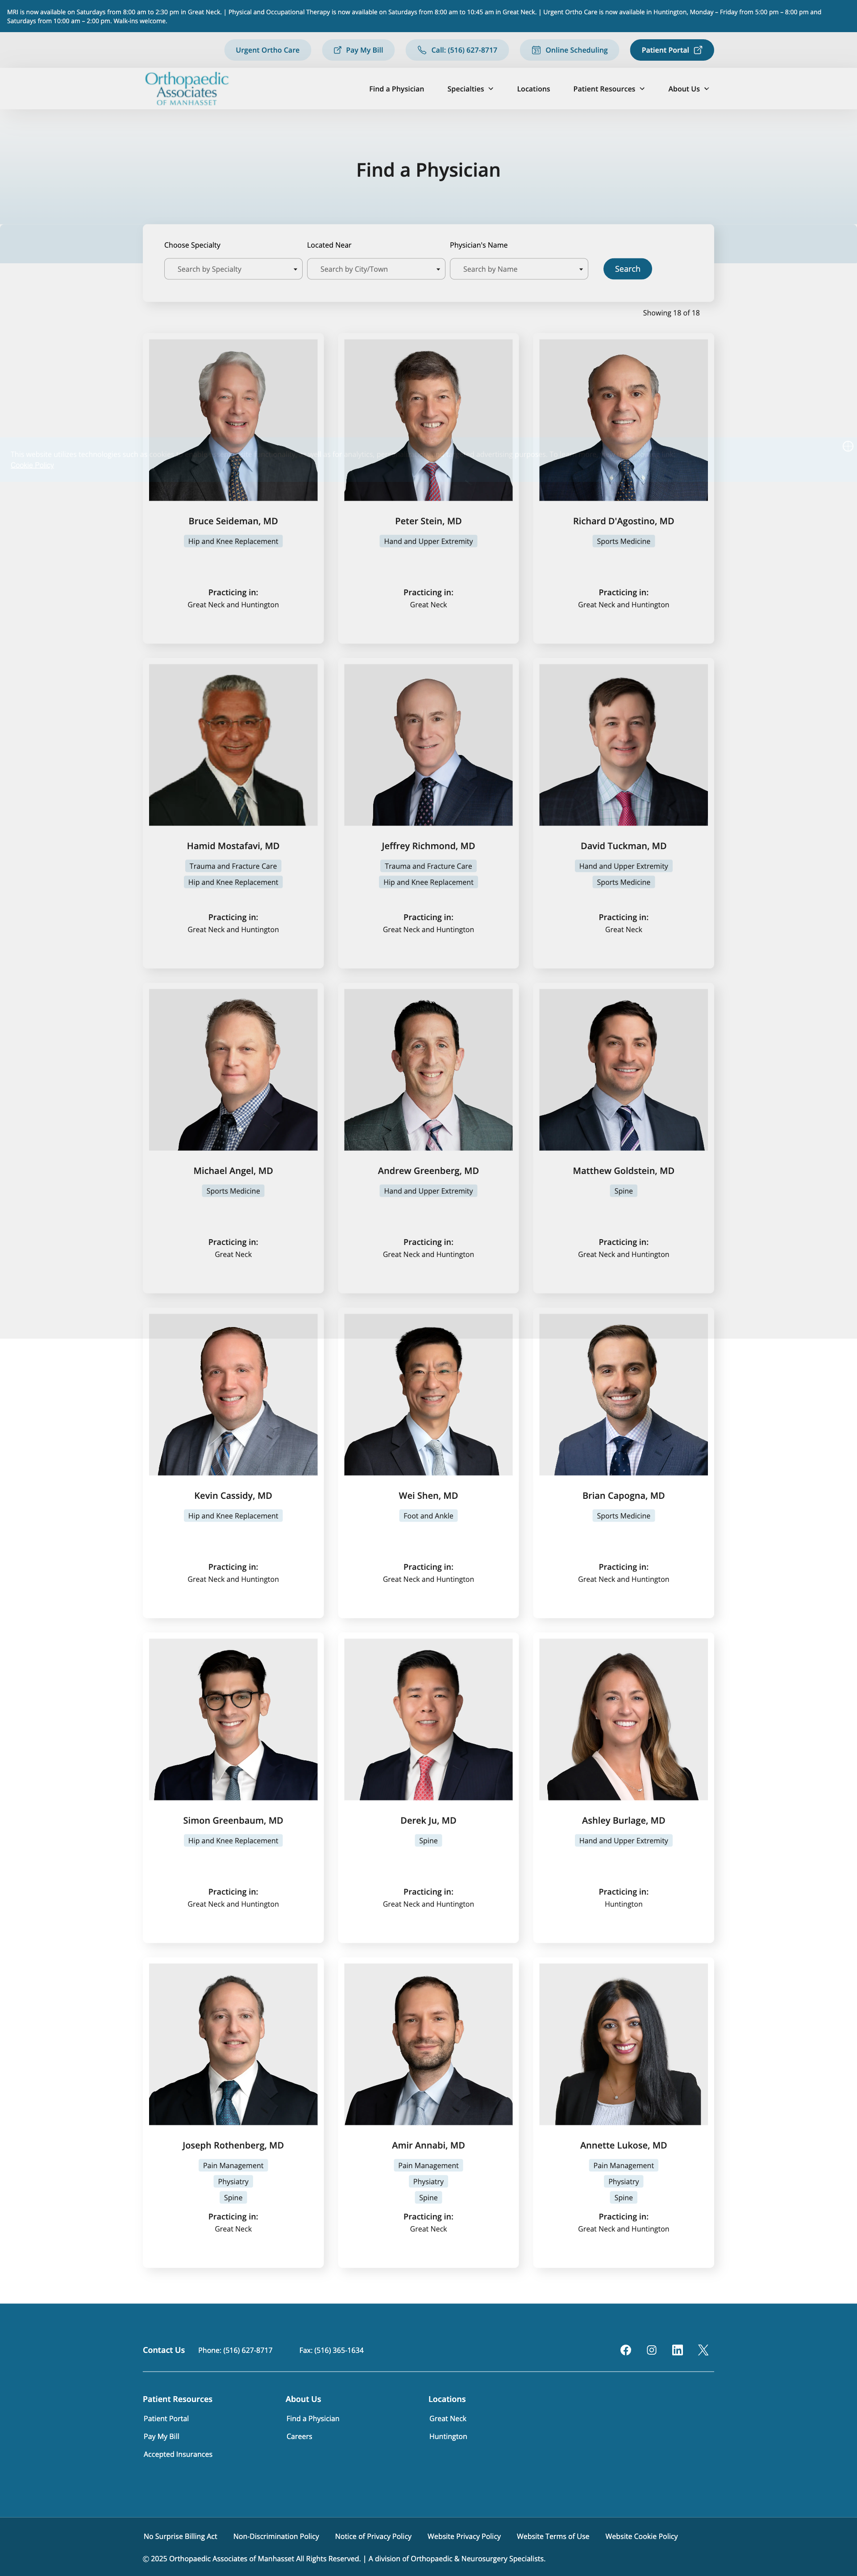 MRI is now available on Saturdays from 8:00 am to 2:30 pm in Great Neck. | Physical and Occupational Therapy is now available on Saturdays from 8:00 am to 10:45 am in Great Neck. | Urgent Ortho Care is now available in Huntington, Monday – Friday from 5:00 pm – 8:00 pm and
Saturdays from 10:00 am – 2:00 pm. Walk-ins welcome.
Urgent Ortho Care
Pay My Bill
Call: (516) 627-8717
Online Scheduling
Patient Portal
Orthopaedic
Associates
OF MANHASSET
Find a Physician
Specialties
Locations
Patient Resources
About Us
Find a Physician
Choose Specialty
Located Near
Physician's Name
Search by Specialty
Search by City/Town
Search by Name
Search
Showing 18 of 18
Cookie Policy
Bruce Seideman, MD
Hip and Knee Replacement
Practicing in:
Great Neck and Huntington
Peter Stein, MD
Hand and Upper Extremity
Practicing in:
Great Neck
Richard D'Agostino, MD
Sports Medicine
Practicing in:
Great Neck and Huntington
Hamid Mostafavi, MD
Trauma and Fracture Care
Hip and Knee Replacement
Practicing in:
Great Neck and Huntington
Jeffrey Richmond, MD
Trauma and Fracture Care
Hip and Knee Replacement
Practicing in:
Great Neck and Huntington
David Tuckman, MD
Hand and Upper Extremity
Sports Medicine
Practicing in:
Great Neck
Michael Angel, MD
Sports Medicine
Practicing in:
Great Neck
Andrew Greenberg, MD
Hand and Upper Extremity
Practicing in:
Great Neck and Huntington
Matthew Goldstein, MD
Spine
Practicing in:
Great Neck and Huntington
Kevin Cassidy, MD
Hip and Knee Replacement
Practicing in:
Great Neck and Huntington
Wei Shen, MD
Foot and Ankle
Practicing in:
Great Neck and Huntington
Brian Capogna, MD
Sports Medicine
Practicing in:
Great Neck and Huntington
Simon Greenbaum, MD
Hip and Knee Replacement
Practicing in:
Great Neck and Huntington
Derek Ju, MD
Spine
Practicing in:
Great Neck and Huntington
Ashley Burlage, MD
Hand and Upper Extremity
Practicing in:
Huntington
Joseph Rothenberg, MD
Pain Management
Physiatry
Spine
Practicing in:
Great Neck
Amir Annabi, MD
Pain Management
Physiatry
Spine
Practicing in:
Great Neck
Annette Lukose, MD
Pain Management
Physiatry
Spine
Practicing in:
Great Neck and Huntington
Contact Us
Phone: (516) 627-8717
Fax: (516) 365-1634
Patient Resources
Patient Portal
Pay My Bill
Accepted Insurances
About Us
Find a Physician
Careers
Locations
Great Neck
Huntington
No Surprise Billing Act
Non-Discrimination Policy
Notice of Privacy Policy
Website Privacy Policy
Website Terms of Use
Website Cookie Policy
© 2025 Orthopaedic Associates of Manhasset All Rights Reserved. | A division of Orthopaedic & Neurosurgery Specialists.